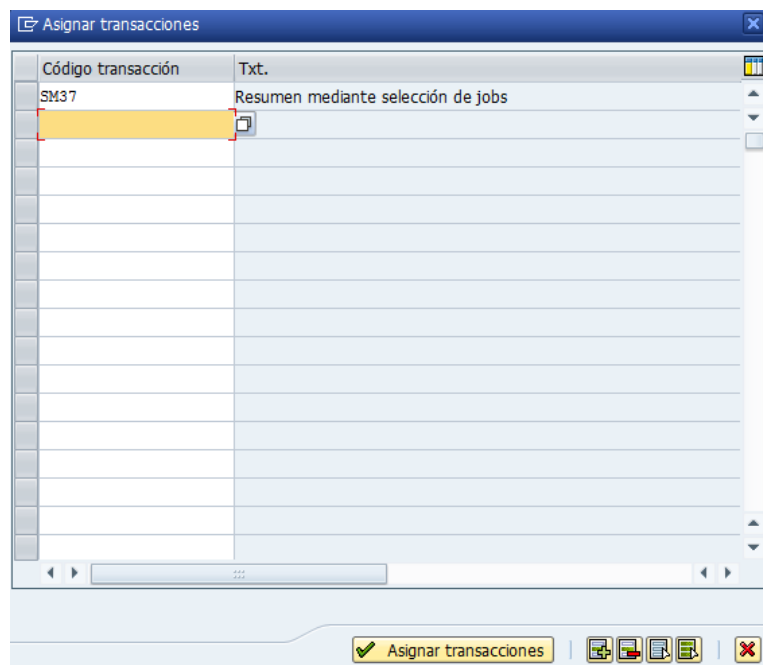 Asignar transacciones
Código transacción Txt.
SM37 Resumen mediante selección de jobs
Asignar transacciones